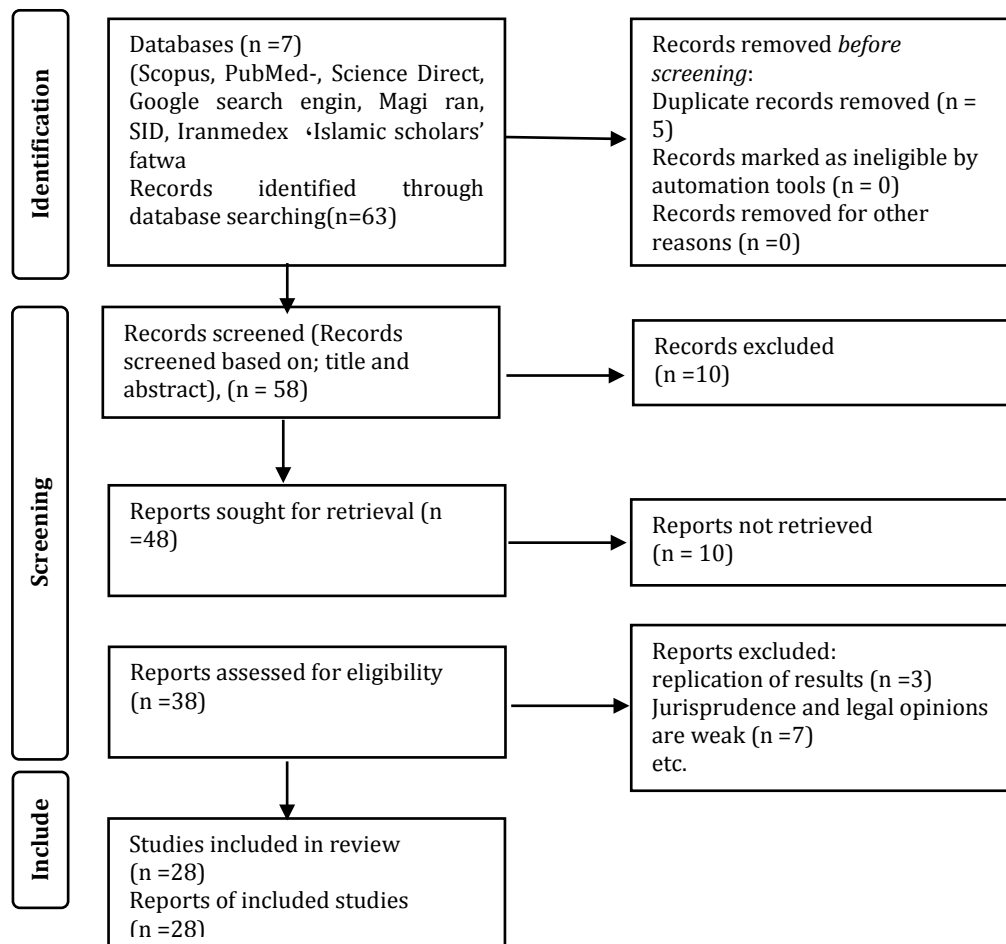 Identification
Databases (n =7)
(Scopus, PubMed-, Science Direct,
Google search engin, Magi ran,
SID, Iranmedex ،Islamic scholars’
fatwa
Records identified through
database searching(n=63)
Records removed before
screening:
Duplicate records removed (n =
5)
Records marked as ineligible by
automation tools (n = 0)
Records removed for other
reasons (n =0)
Screening
Records screened (Records
screened based on; title and
abstract), (n = 58)
Records excluded
(n =10)
Reports sought for retrieval (n
=48)
Reports not retrieved
(n = 10)
Reports assessed for eligibility
(n =38)
Reports excluded:
replication of results (n =3)
Jurisprudence and legal opinions
are weak (n =7)
etc.
Include
Studies included in review
(n =28)
Reports of included studies
(n =28)